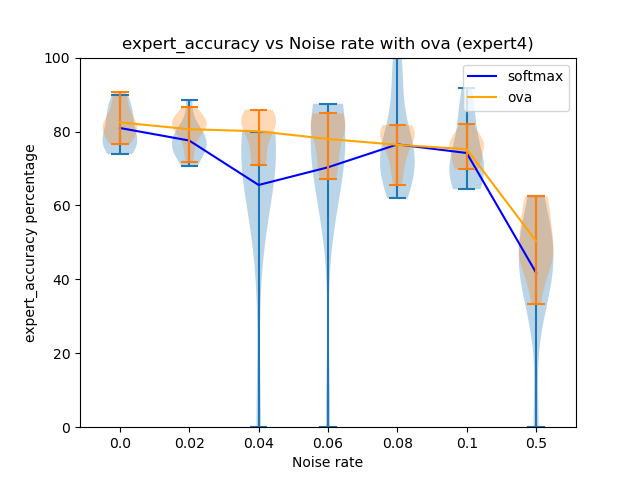 expert_accuracy vs Noise rate with ova (expert4)
softmax
ova
expert_accuracy percentage
100
80
60
40
20
0
0.0 0.02 0.04 0.06 0.08 0.1 0.5
Noise rate